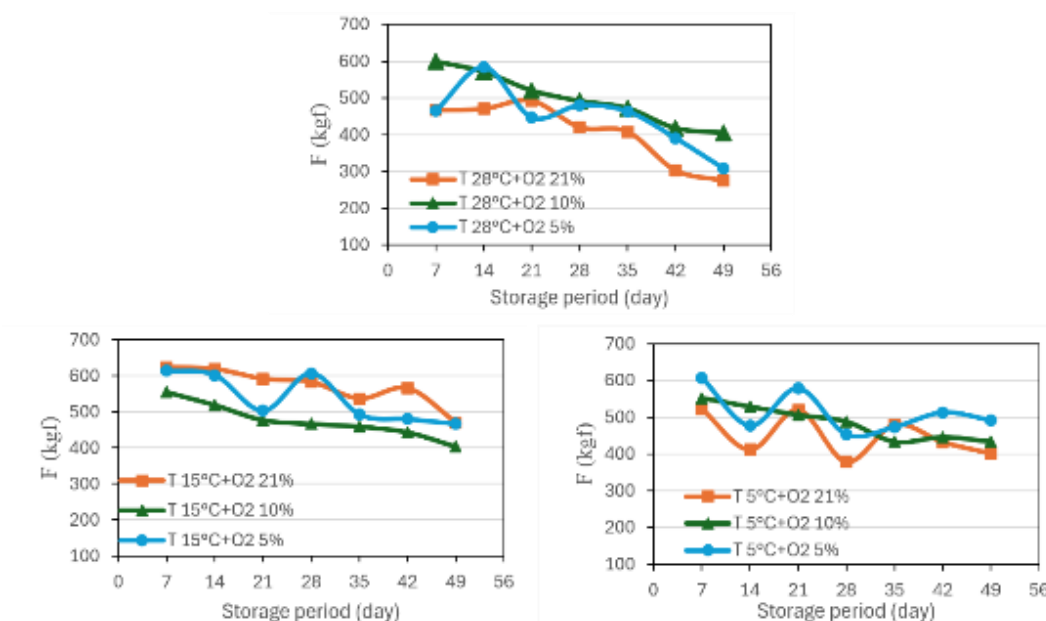 700
600
500
400
300
200
100
F (kgf)
T 28°C+O2 21%
T 28°C+O2 10%
T 28°C+O2 5%
0 7 14 21 28 35 42 49 56
Storage period (day)
700
600
500
400
300
200
100
F (kgf)
T 15°C+O2 21%
T 15°C+O2 10%
T 15°C+O2 5%
0 7 14 21 28 35 42 49 56
Storage period (day)
700
600
500
400
300
200
100
F (kgf)
T 5°C+O2 21%
T 5°C+O2 10%
T 5°C+O2 5%
0 7 14 21 28 35 42 49 56
Storage period (day)